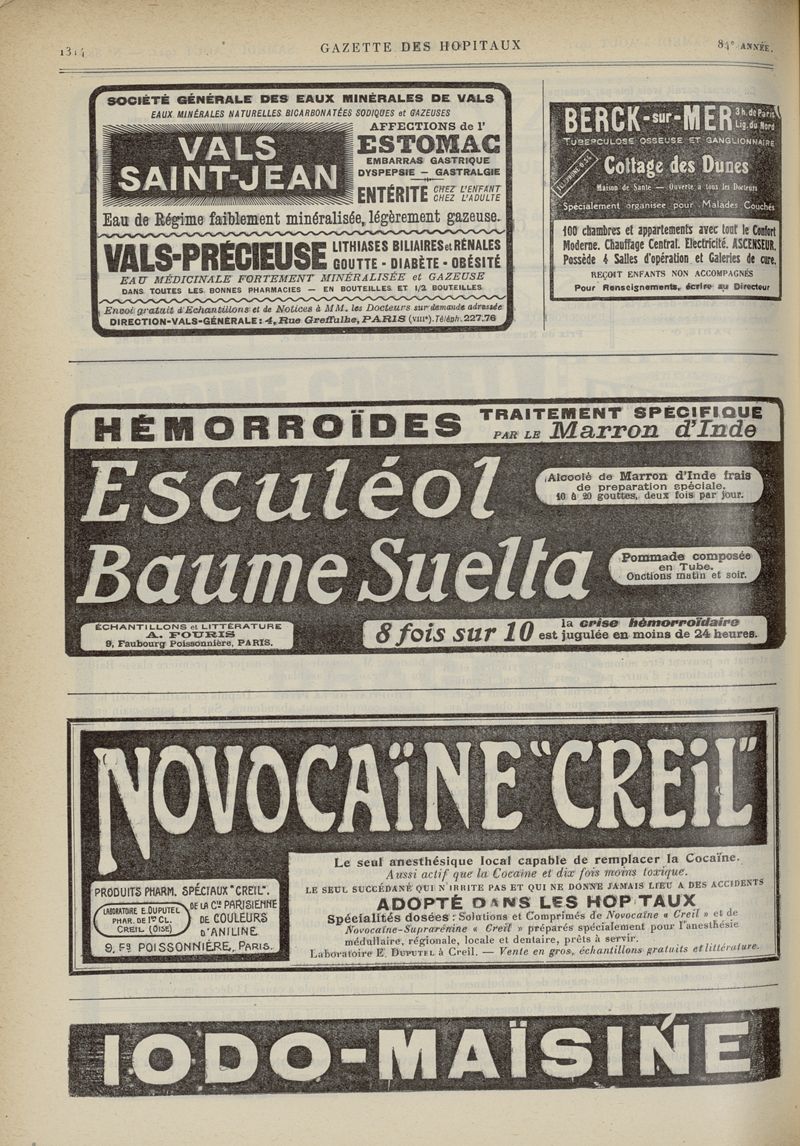 1314
GAZETTE DES HOPITAUX
84e ANNÉE.
SOCIÉTÉ GÉNÉRALE DES EAUX MINÉRALES DE VALS
EAUX MINÉRALES NATURELLES BICARBONATÉES SODIQUES et GAZEUSES
VALS
SAINT-JEAN
AFFECTIONS de l'
ESTOMAC
EMBARRAS GASTRIQUE
DYSPEPSIE — GASTRALGIE
ENTÉRITE CHEZ L'ENFANT
CHEZ L'ADULTE
Eau de Régime faiblement minéralisée, légèrement gazeuse.
VALS-PRÉCIEUSE
LITHIASES BILIAIRES et RÉNALES
GOUTTE - DIABÈTE - OBÉSITÉ
EAU MÉDICINALE FORTEMENT MINÉRALISÉE et GAZEUSE
DANS TOUTES LES BONNES PHARMACIES — EN BOUTEILLES ET 1/2 BOUTEILLES
Envoi gratuit d'Echantillons et de Notices à MM. les Docteurs sur demande adressée
DIRECTION-VALS-GÉNÉRALE: 4, Rue Greffulhe, PARIS (VIIIe). Téléph. 227.76
BERCK-sur-MER 3 h. de Paris
Lig. du Nord
TUBERCULOSE OSSEUSE ET GANGLIONNAIRE
Cottage des Dunes
Maison de Santé — Ouverte à tous les Docteurs
Spécialement organisée pour Malades Couchés
100 chambres et appartements avec tout le Confort
Moderne. Chauffage Central. Electricité. ASCENSEUR.
Possède 4 Salles d'opération et Galeries de cure.
REÇOIT ENFANTS NON ACCOMPAGNÉS
Pour Renseignements, écrire au Directeur
HÉMORROÏDES
TRAITEMENT SPÉCIFIQUE
PAR LE Marron d'Inde
Esculéol
Alcoolé de Marron d'Inde frais
de preparation spéciale.
10 à 20 gouttes, deux fois par jour.
Baume Suelta
Pommade composée
en Tube.
Onctions matin et soir.
ÉCHANTILLONS et LITTÉRATURE
A. FOURIS
9, Faubourg Poissonnière, PARIS.
8 fois sur 10
la crise hémorroïdaire
est jugulée en moins de 24 heures.
NOVOCAÏNE "CREIL"
PRODUITS PHARM. SPÉCIAUX "CREIL".
LABORATOIRE E. DUPUTEL
PHAR. DE 1re CL.
CREIL (OISE)
DE LA Cie PARISIENNE
DE COULEURS
D'ANILINE
9, Fg POISSONNIÈRE, PARIS.
Le seul anesthésique local capable de remplacer la Cocaïne.
Aussi actif que la Cocaïne et dix fois moins toxique.
LE SEUL SUCCÉDANÉ QUI N'IRRITE PAS ET QUI NE DONNE JAMAIS LIEU A DES ACCIDENTS
ADOPTÉ DANS LES HOP TAUX
Spécialités dosées : Solutions et Comprimés de Novocaïne « Creil » et de
Novocaïne-Suprarénine « Creil » préparés spécialement pour l'anesthésie
médullaire, régionale, locale et dentaire, prêts à servir.
Laboratoire E. DUPUTEL à Creil. — Vente en gros, échantillons gratuits et littérature.
IODO-MAÏSINE